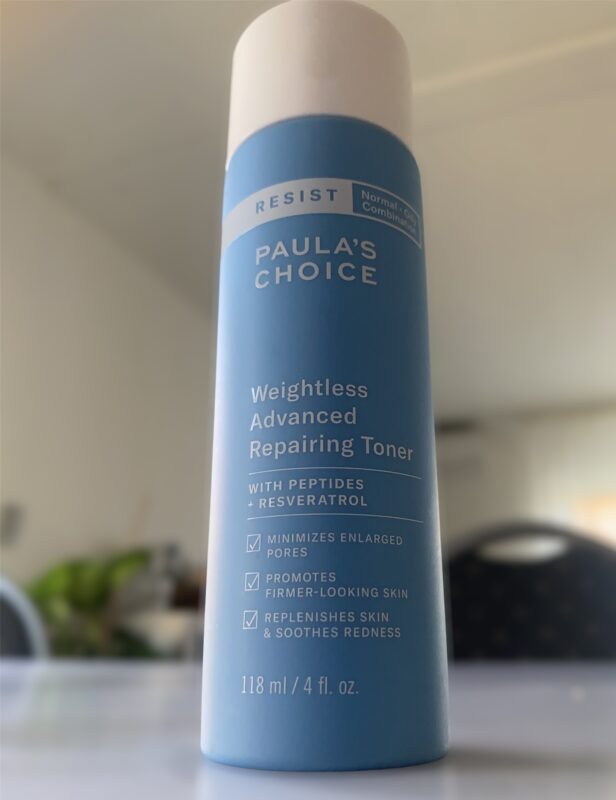 RESIST
Normal - Oily
Combination
PAULA'S
CHOICE
Weightless
Advanced
Repairing Toner
WITH PEPTIDES
+ RESVERATROL
MINIMIZES ENLARGED
PORES
PROMOTES
FIRMER-LOOKING SKIN
REPLENISHES SKIN
& SOOTHES REDNESS
118 ml / 4 fl. oz.